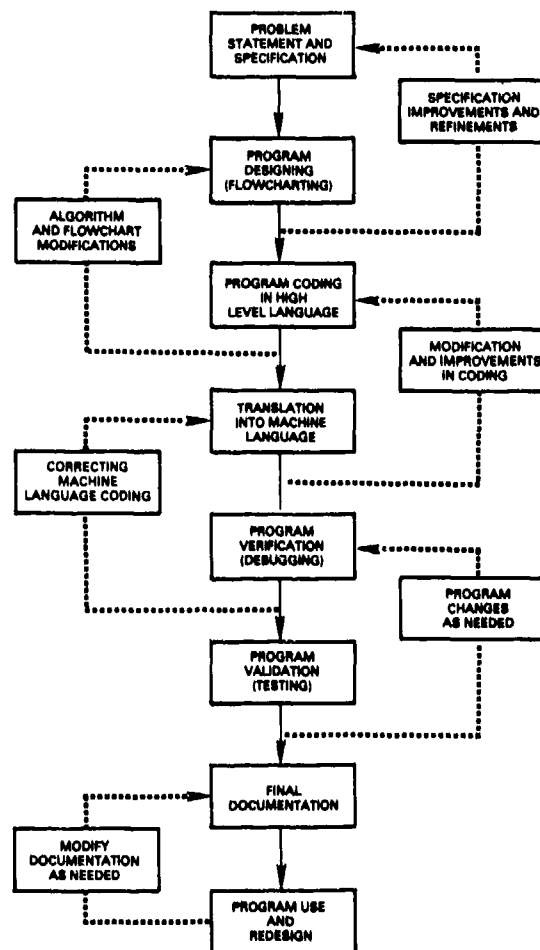 PROBLEM
STATEMENT AND
SPECIFICATION
SPECIFICATION
IMPROVEMENTS AND
REFINEMENTS
PROGRAM
DESIGNING
(FLOWCHARTING)
ALGORITHM
AND FLOWCHART
MODIFICATIONS
PROGRAM CODING
IN HIGH
LEVEL LANGUAGE
MODIFICATION
AND IMPROVEMENTS
IN CODING
TRANSLATION
INTO MACHINE
LANGUAGE
CORRECTING
MACHINE
LANGUAGE CODING
PROGRAM
VERIFICATION
(DEBUGGING)
PROGRAM
CHANGES
AS NEEDED
PROGRAM
VALIDATION
(TESTING)
FINAL
DOCUMENTATION
MODIFY
DOCUMENTATION
AS NEEDED
PROGRAM USE
AND
REDESIGN